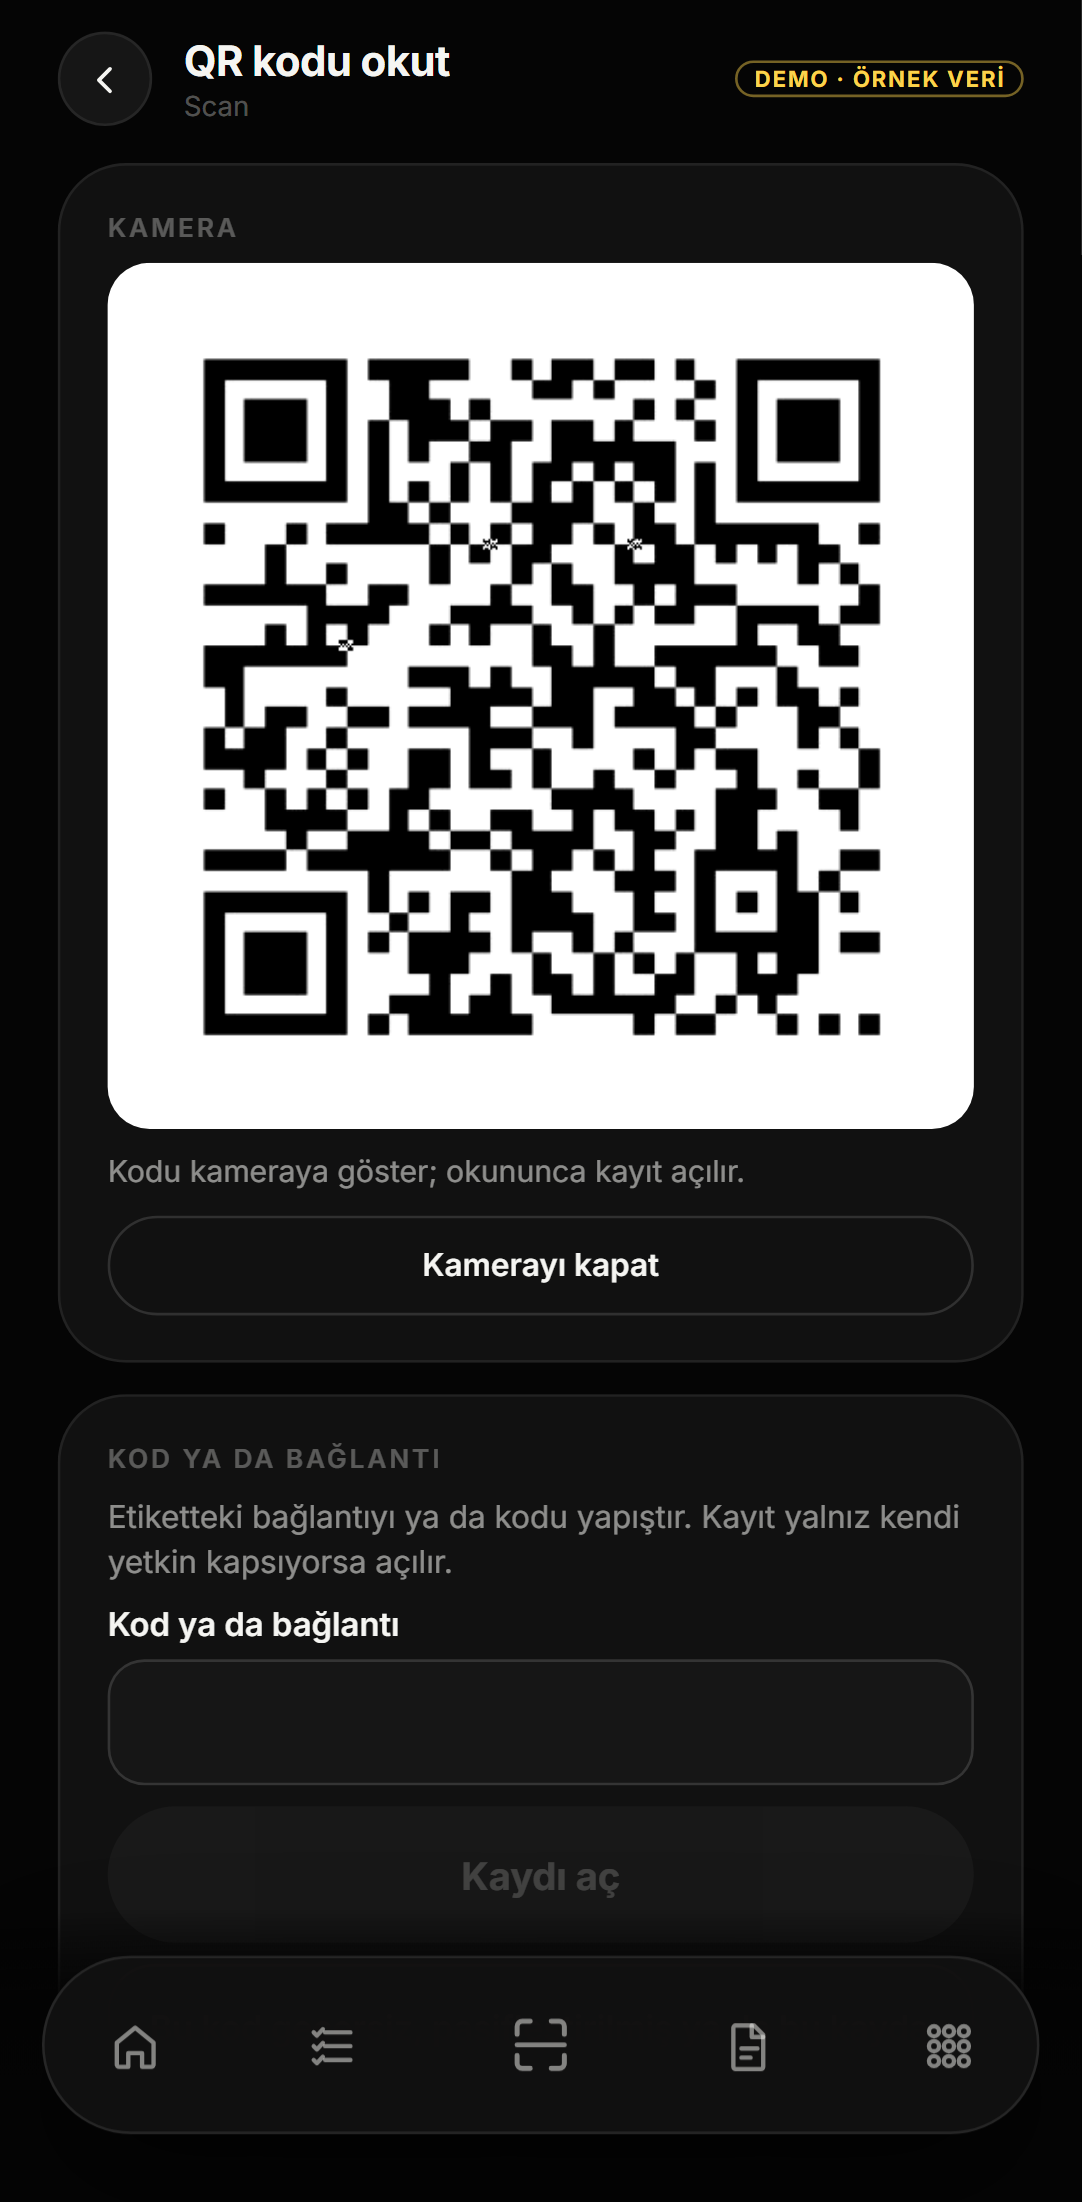 QR kodu okut
Scan
DEMO · ÖRNEK VERİ
KAMERA
Kodu kameraya göster; okununca kayıt açılır.
Kamerayı kapat
KOD YA DA BAĞLANTI
Etiketteki bağlantıyı ya da kodu yapıştır. Kayıt yalnız kendi
yetkin kapsıyorsa açılır.
Kod ya da bağlantı
Kaydı aç